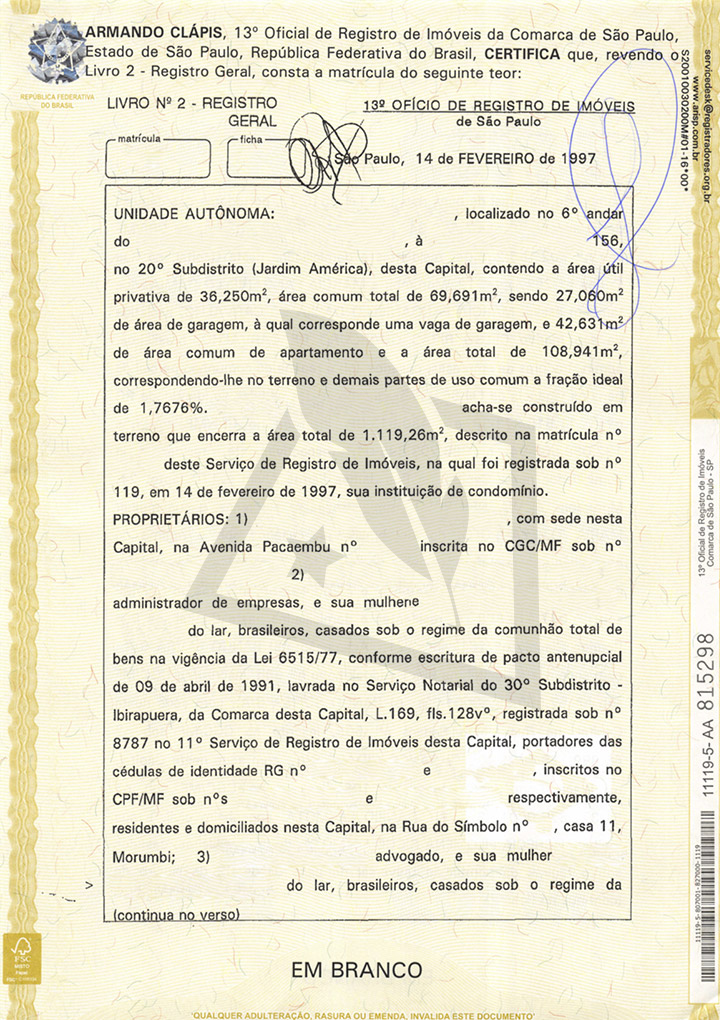 ARMANDO CLÁPIS, 13º Oficial de Registro de Imóveis da Comarca de São Paulo,
Estado de São Paulo, República Federativa do Brasil, CERTIFICA que, revendo o
Livro 2 - Registro Geral, consta a matrícula do seguinte teor:
REPÚBLICA FEDERATIVA
DO BRASIL
LIVRO Nº 2 - REGISTRO
GERAL
13º OFÍCIO DE REGISTRO DE IMÓVEIS
de São Paulo
matrícula
ficha
São Paulo, 14 de FEVEREIRO de 1997
UNIDADE AUTÔNOMA: , localizado no 6º andar
do , à 156,
no 20º Subdistrito (Jardim América), desta Capital, contendo a área útil
privativa de 36,250m², área comum total de 69,691m², sendo 27,060m²
de área de garagem, à qual corresponde uma vaga de garagem, e 42,631m²
de área comum de apartamento e a área total de 108,941m²,
correspondendo-lhe no terreno e demais partes de uso comum a fração ideal
de 1,7676%. acha-se construído em
terreno que encerra a área total de 1.119,26m², descrito na matrícula nº
deste Serviço de Registro de Imóveis, na qual foi registrada sob nº
119, em 14 de fevereiro de 1997, sua instituição de condomínio.
PROPRIETÁRIOS: 1) , com sede nesta
Capital, na Avenida Pacaembu nº inscrita no CGC/MF sob nº
2)
administrador de empresas, e sua mulhene
do lar, brasileiros, casados sob o regime da comunhão total de
bens na vigência da Lei 6515/77, conforme escritura de pacto antenupcial
de 09 de abril de 1991, lavrada no Serviço Notarial do 30º Subdistrito -
Ibirapuera, da Comarca desta Capital, L.169, fls.128vº, registrada sob nº
8787 no 11º Serviço de Registro de Imóveis desta Capital, portadores das
cédulas de identidade RG nº e , inscritos no
CPF/MF sob nºs e respectivamente,
residentes e domiciliados nesta Capital, na Rua do Símbolo nº , casa 11,
Morumbi; 3) advogado, e sua mulher
do lar, brasileiros, casados sob o regime da
(continua no verso)
EM BRANCO
"QUALQUER ADULTERAÇÃO, RASURA OU EMENDA, INVALIDA ESTE DOCUMENTO"
servicedesk@registradores.org.br
www.arisp.com.br
S20010030200M#01-16*00*
13º Oficial de Registro de Imóveis
Comarca de São Paulo - SP
11119-5- AA 815298
11119-5-807001-827000-1119
FSC
MISTO
Papel